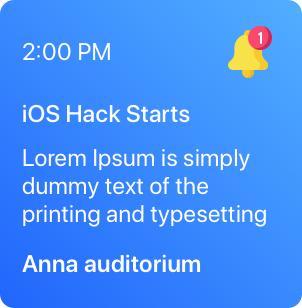 2:00 PM
1
iOS Hack Starts
Lorem Ipsum is simply
dummy text of the
printing and typesetting
Anna auditorium